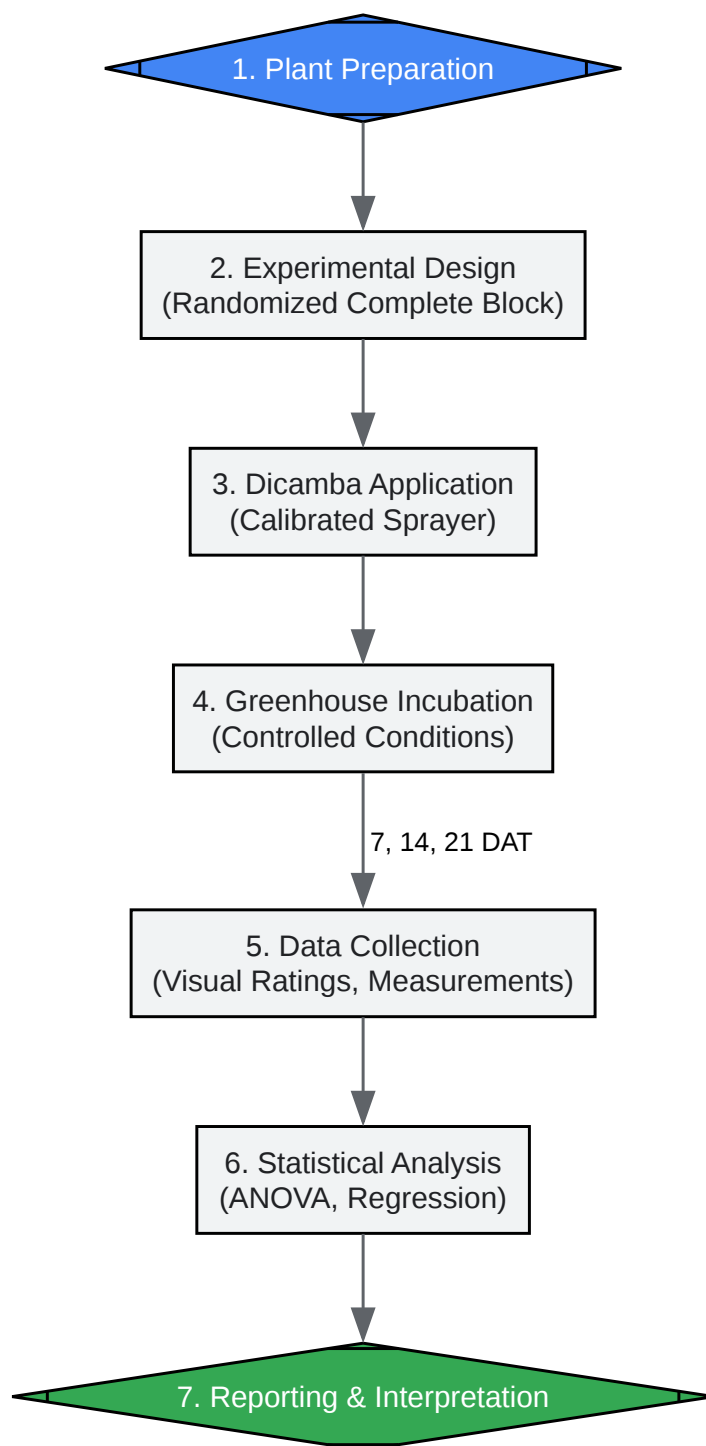 1. Plant Preparation
2. Experimental Design
(Randomized Complete Block)
3. Dicamba Application
(Calibrated Sprayer)
4. Greenhouse Incubation
(Controlled Conditions)
7, 14, 21 DAT
5. Data Collection
(Visual Ratings, Measurements)
6. Statistical Analysis
(ANOVA, Regression)
7. Reporting & Interpretation